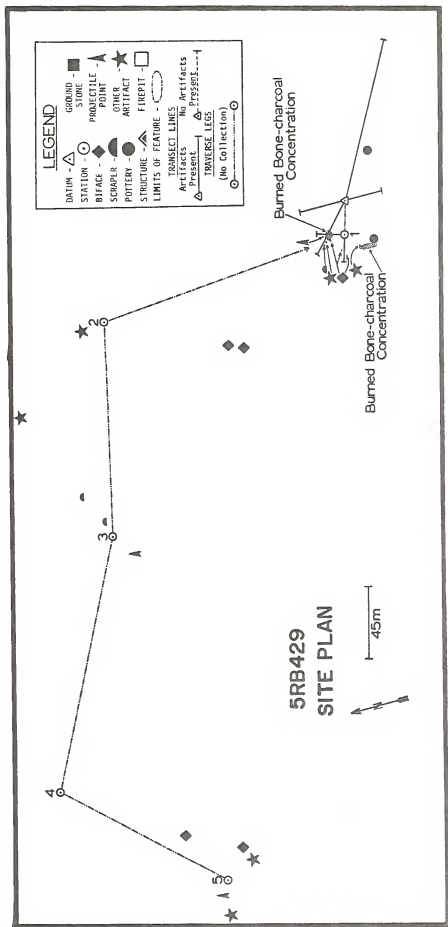 LEGEND
DATUM -
STATION -
BIFACE -
SCRAPER -
POTTERY -
STRUCTURE -
GROUND
STONE -
PROJECTILE
POINT -
OTHER
ARTIFACT -
FIREPIT -
LIMITS OF FEATURE -
TRANSECT LINES
Artifacts
Present
No Artifacts
Present
TRAVERSE LEGS
(No Collection)
Burned Bone-charcoal
Concentration
Burned Bone-charcoal
Concentration
1
2
3
4
5
5RB429
SITE PLAN
N
45m